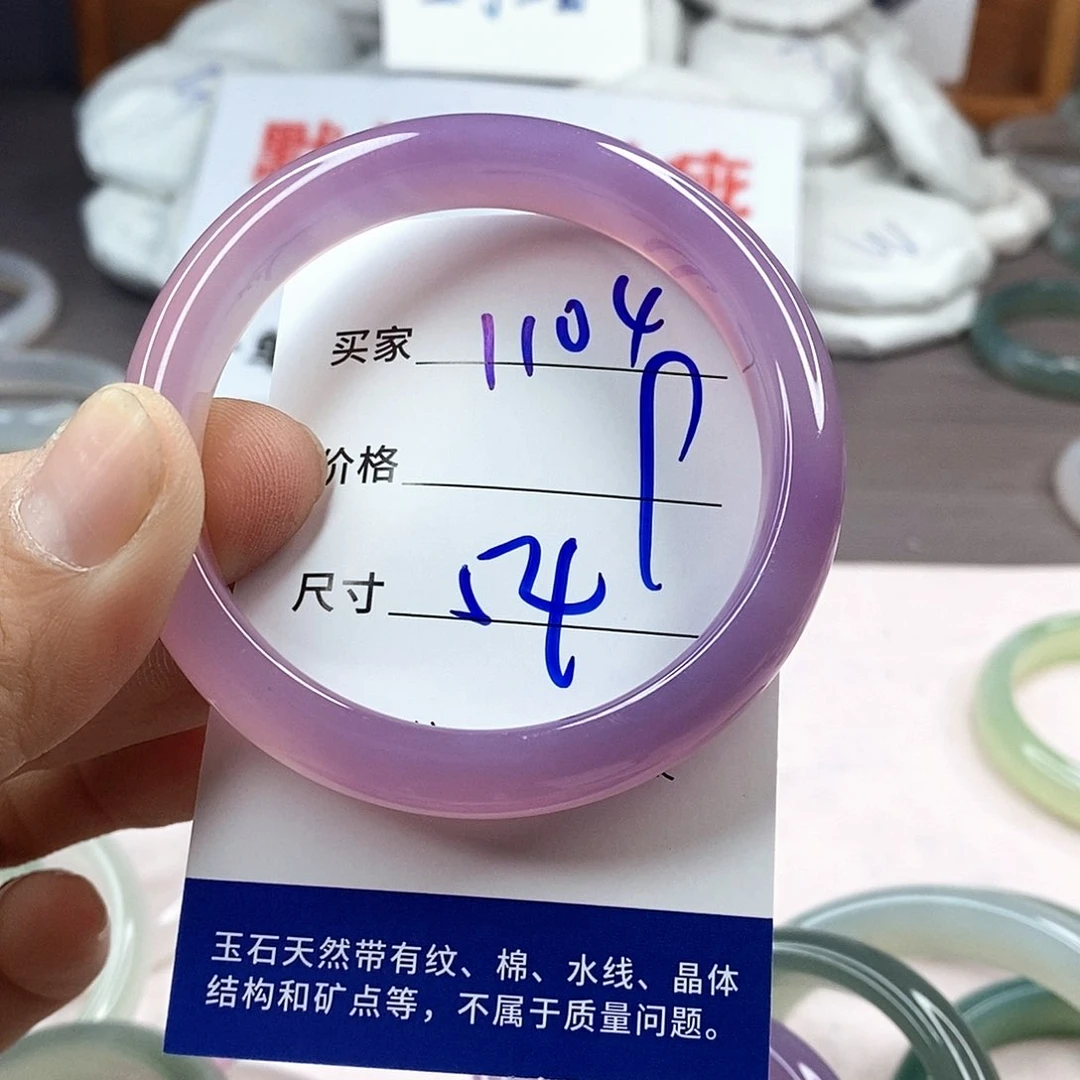 买家 1104
价格
尺寸 54
玉石天然带有纹、棉、水线、晶体
结构和矿点等，不属于质量问题。